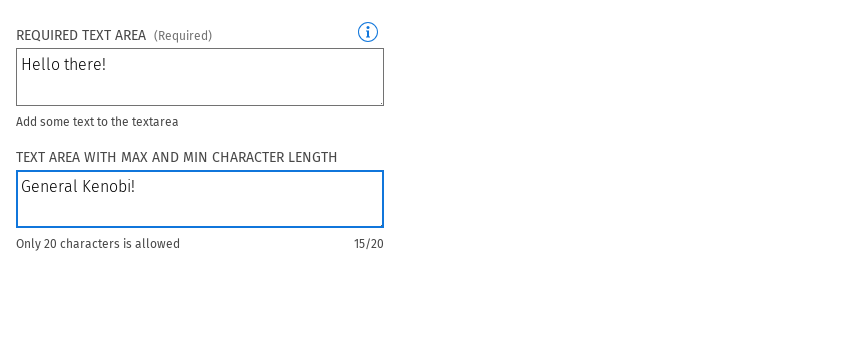 REQUIRED TEXT AREA (Required)
Hello there!
Add some text to the textarea
TEXT AREA WITH MAX AND MIN CHARACTER LENGTH
General Kenobi!
Only 20 characters is allowed 15/20